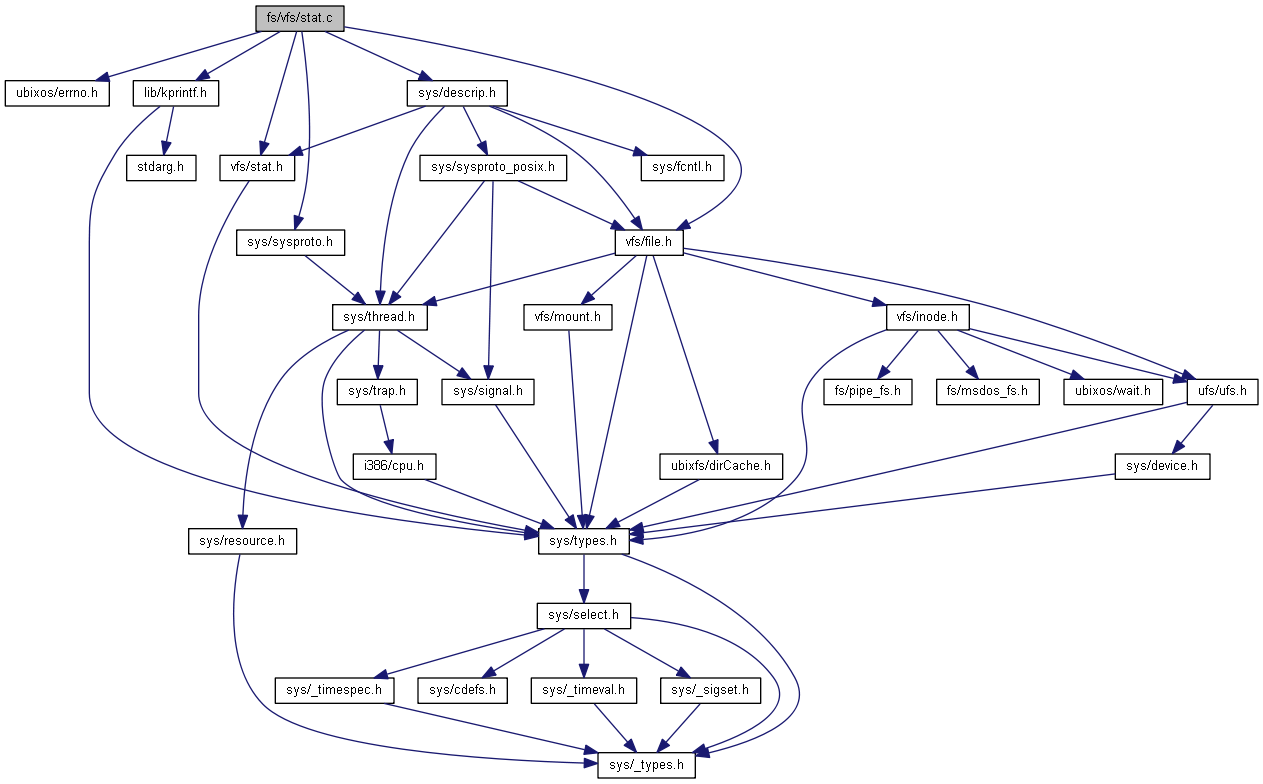 fs/vfs/stat.c
ubixos/errno.h
lib/kprintf.h
sys/descrip.h
stdarg.h
vfs/stat.h
sys/sysproto_posix.h
sys/fcntl.h
sys/sysproto.h
vfs/file.h
sys/thread.h
vfs/mount.h
vfs/inode.h
sys/trap.h
sys/signal.h
fs/pipe_fs.h
fs/msdos_fs.h
ubixos/wait.h
ufs/ufs.h
i386/cpu.h
ubixfs/dirCache.h
sys/device.h
sys/resource.h
sys/types.h
sys/select.h
sys/_timespec.h
sys/cdefs.h
sys/_timeval.h
sys/_sigset.h
sys/_types.h